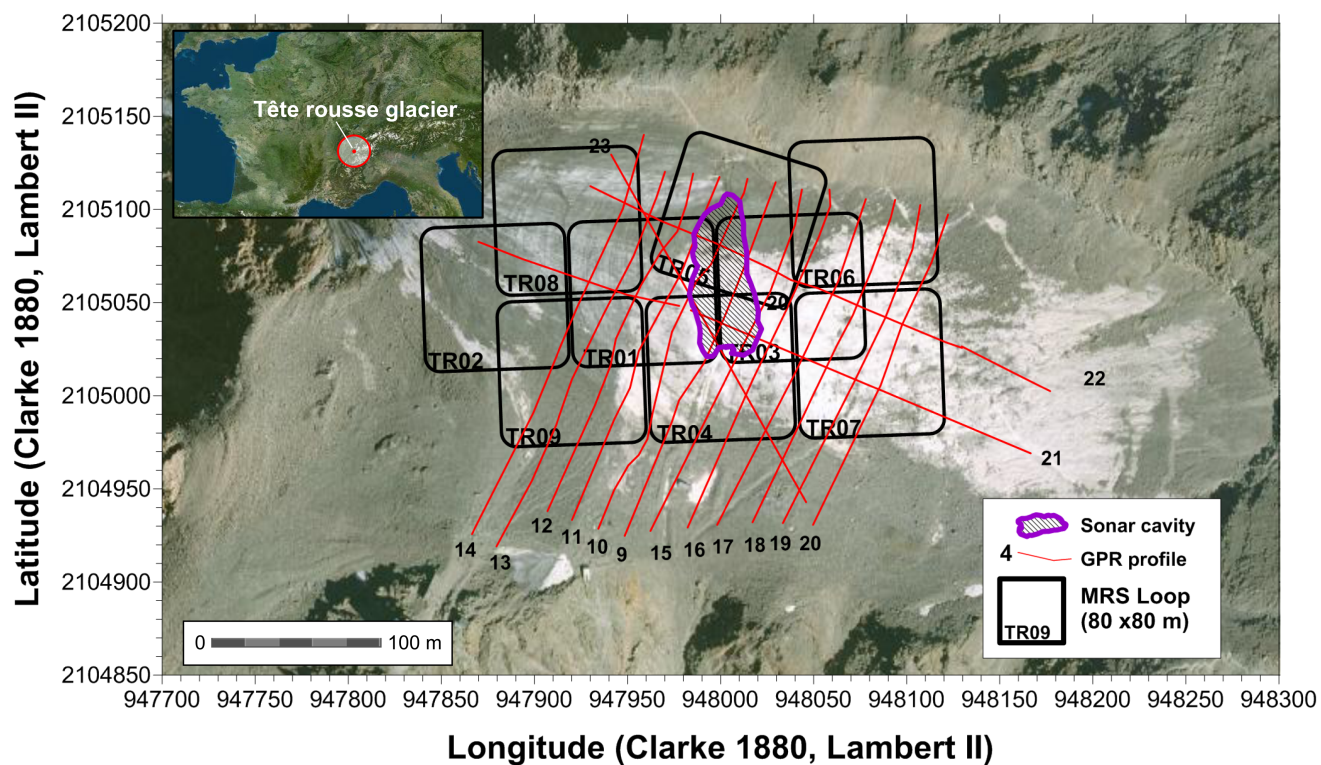 2105200
2105150
2105100
2105050
2105000
2104950
2104900
2104850
Latitude (Clarke 1880, Lambert II)
Tête rousse glacier
23
TR08
TR05
TR06
20
TR02
TR01
TR03
TR09
TR04
TR07
22
21
14
13
12
11
10
9
15
16
17
18
19
20
Sonar cavity
4 GPR profile
TR09
MRS Loop
(80 x80 m)
0 100 m
947700 947750 947800 947850 947900 947950 948000 948050 948100 948150 948200 948250 948300
Longitude (Clarke 1880, Lambert II)